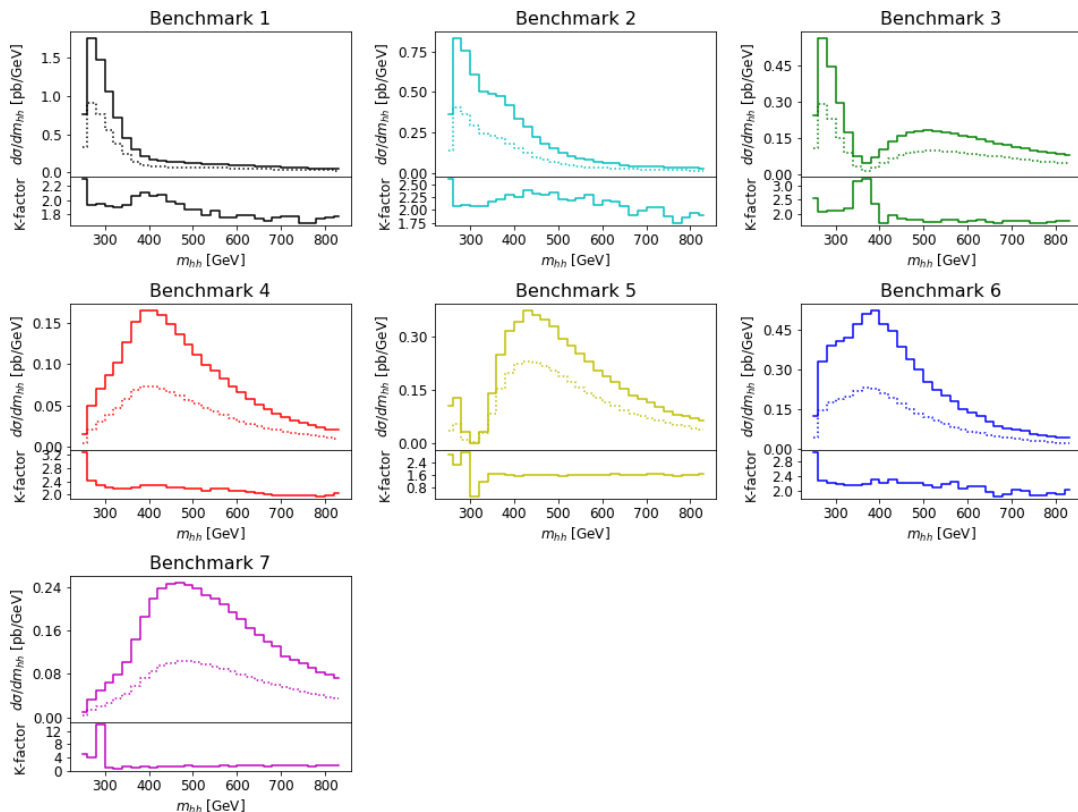 Benchmark 1
dσ/dm_hh [pb/GeV]
1.5
1.0
0.5
0.0
K-factor
2.2
2.0
1.8
300 400 500 600 700 800
m_hh [GeV]
Benchmark 2
dσ/dm_hh [pb/GeV]
0.75
0.50
0.25
0.00
K-factor
2.50
2.25
2.00
1.75
300 400 500 600 700 800
m_hh [GeV]
Benchmark 3
dσ/dm_hh [pb/GeV]
0.45
0.30
0.15
0.00
K-factor
3.0
2.5
2.0
300 400 500 600 700 800
m_hh [GeV]
Benchmark 4
dσ/dm_hh [pb/GeV]
0.15
0.10
0.05
0.00
K-factor
3.2
2.8
2.4
2.0
300 400 500 600 700 800
m_hh [GeV]
Benchmark 5
dσ/dm_hh [pb/GeV]
0.30
0.15
0.00
K-factor
2.4
1.6
0.8
300 400 500 600 700 800
m_hh [GeV]
Benchmark 6
dσ/dm_hh [pb/GeV]
0.45
0.30
0.15
0.00
K-factor
2.8
2.4
2.0
300 400 500 600 700 800
m_hh [GeV]
Benchmark 7
dσ/dm_hh [pb/GeV]
0.24
0.16
0.08
0.00
K-factor
12
8
4
0
300 400 500 600 700 800
m_hh [GeV]